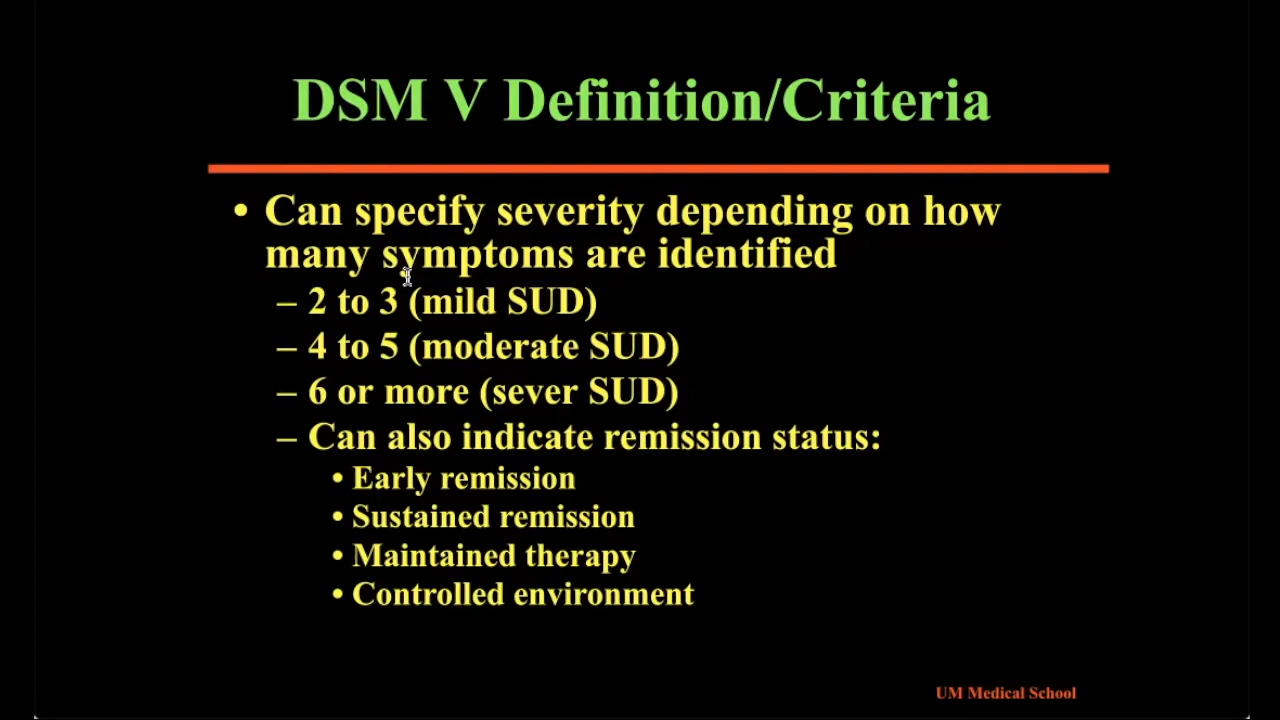 DSM V Definition/Criteria
• Can specify severity depending on how
many symptoms are identified
– 2 to 3 (mild SUD)
– 4 to 5 (moderate SUD)
– 6 or more (sever SUD)
– Can also indicate remission status:
• Early remission
• Sustained remission
• Maintained therapy
• Controlled environment
UM Medical School